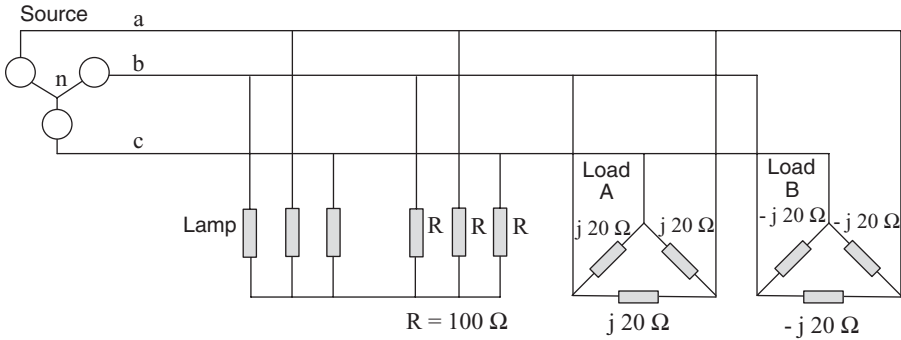 Source
a
b
n
c
Load
A
Load
B
Lamp
R
R
R
j 20 Ω
j 20 Ω
- j 20 Ω
- j 20 Ω
R = 100 Ω
j 20 Ω
- j 20 Ω